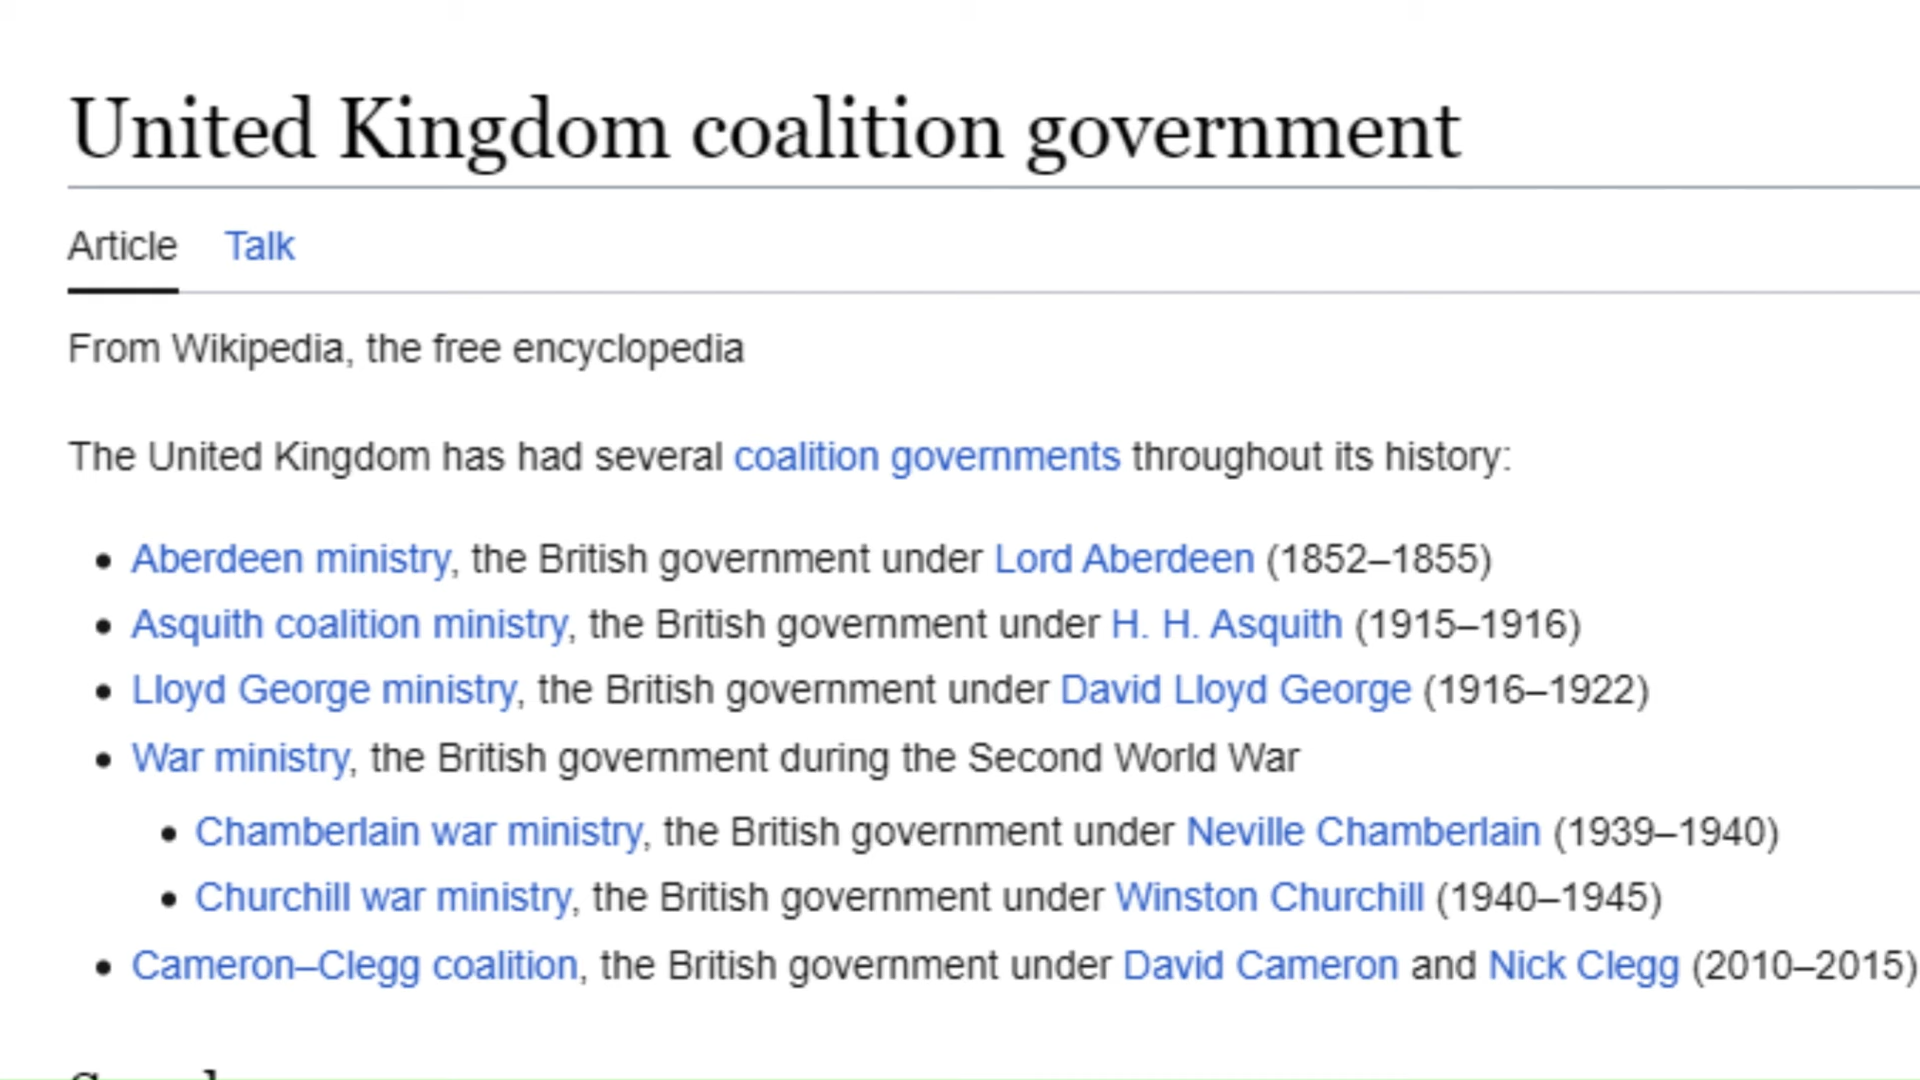 United Kingdom coalition government
Article Talk
From Wikipedia, the free encyclopedia
The United Kingdom has had several coalition governments throughout its history:
• Aberdeen ministry, the British government under Lord Aberdeen (1852–1855)
• Asquith coalition ministry, the British government under H. H. Asquith (1915–1916)
• Lloyd George ministry, the British government under David Lloyd George (1916–1922)
• War ministry, the British government during the Second World War
• Chamberlain war ministry, the British government under Neville Chamberlain (1939–1940)
• Churchill war ministry, the British government under Winston Churchill (1940–1945)
• Cameron–Clegg coalition, the British government under David Cameron and Nick Clegg (2010–2015)